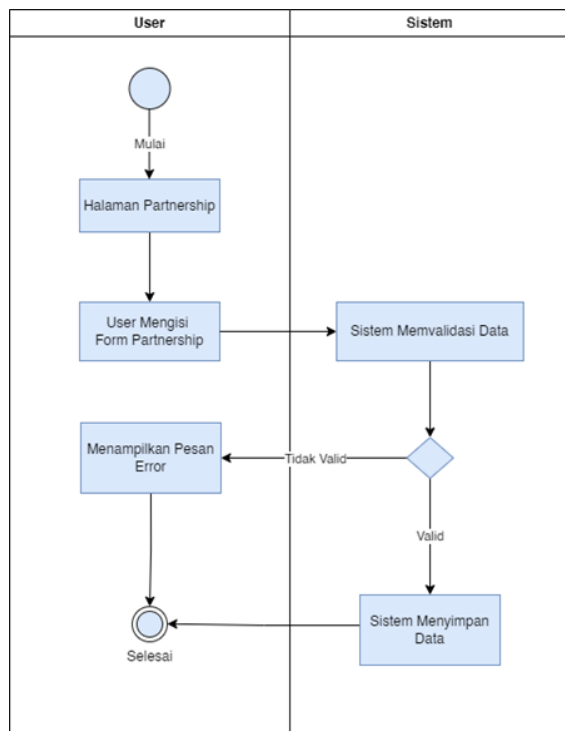 User
Sistem
Mulai
Halaman Partnership
User Mengisi
Form Partnership
Sistem Memvalidasi Data
Menampilkan Pesan
Error
Tidak Valid
Valid
Sistem Menyimpan
Data
Selesai